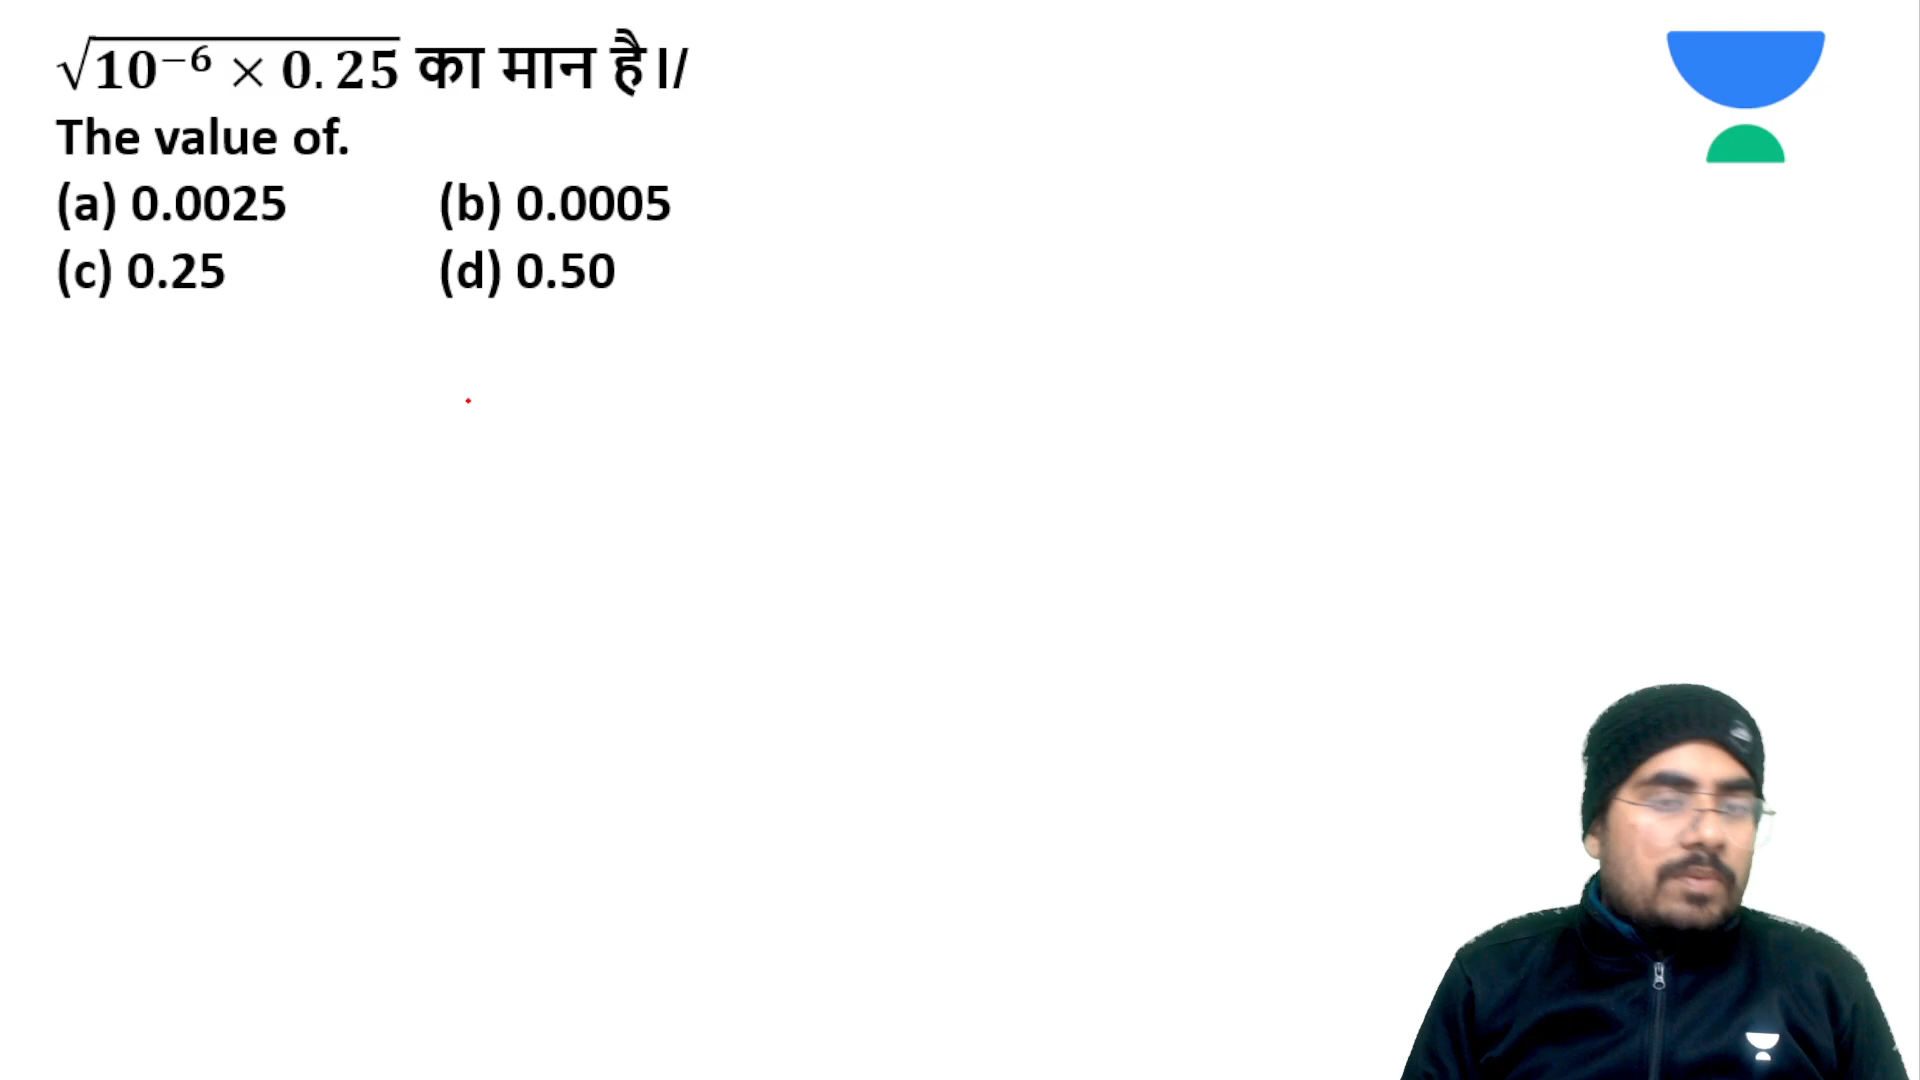 √10⁻⁶ × 0.25 का मान है।/
The value of.
(a) 0.0025 (b) 0.0005
(c) 0.25 (d) 0.50